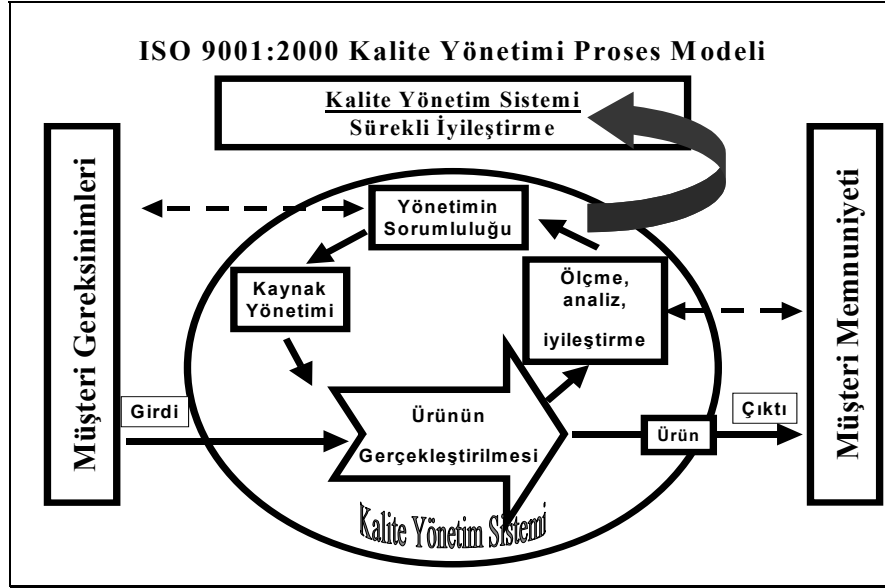 ISO 9001:2000 Kalite Yönetimi Proses Modeli
Kalite Yönetim Sistemi
Sürekli İyileştirme
Müşteri Gereksinimleri
Yönetimin
Sorumluluğu
Kaynak
Yönetimi
Ölçme,
analiz,
iyileştirme
Müşteri Memnuniyeti
Girdi
Ürünün
Gerçekleştirilmesi
Ürün
Çıktı
Kalite Yönetim Sistemi